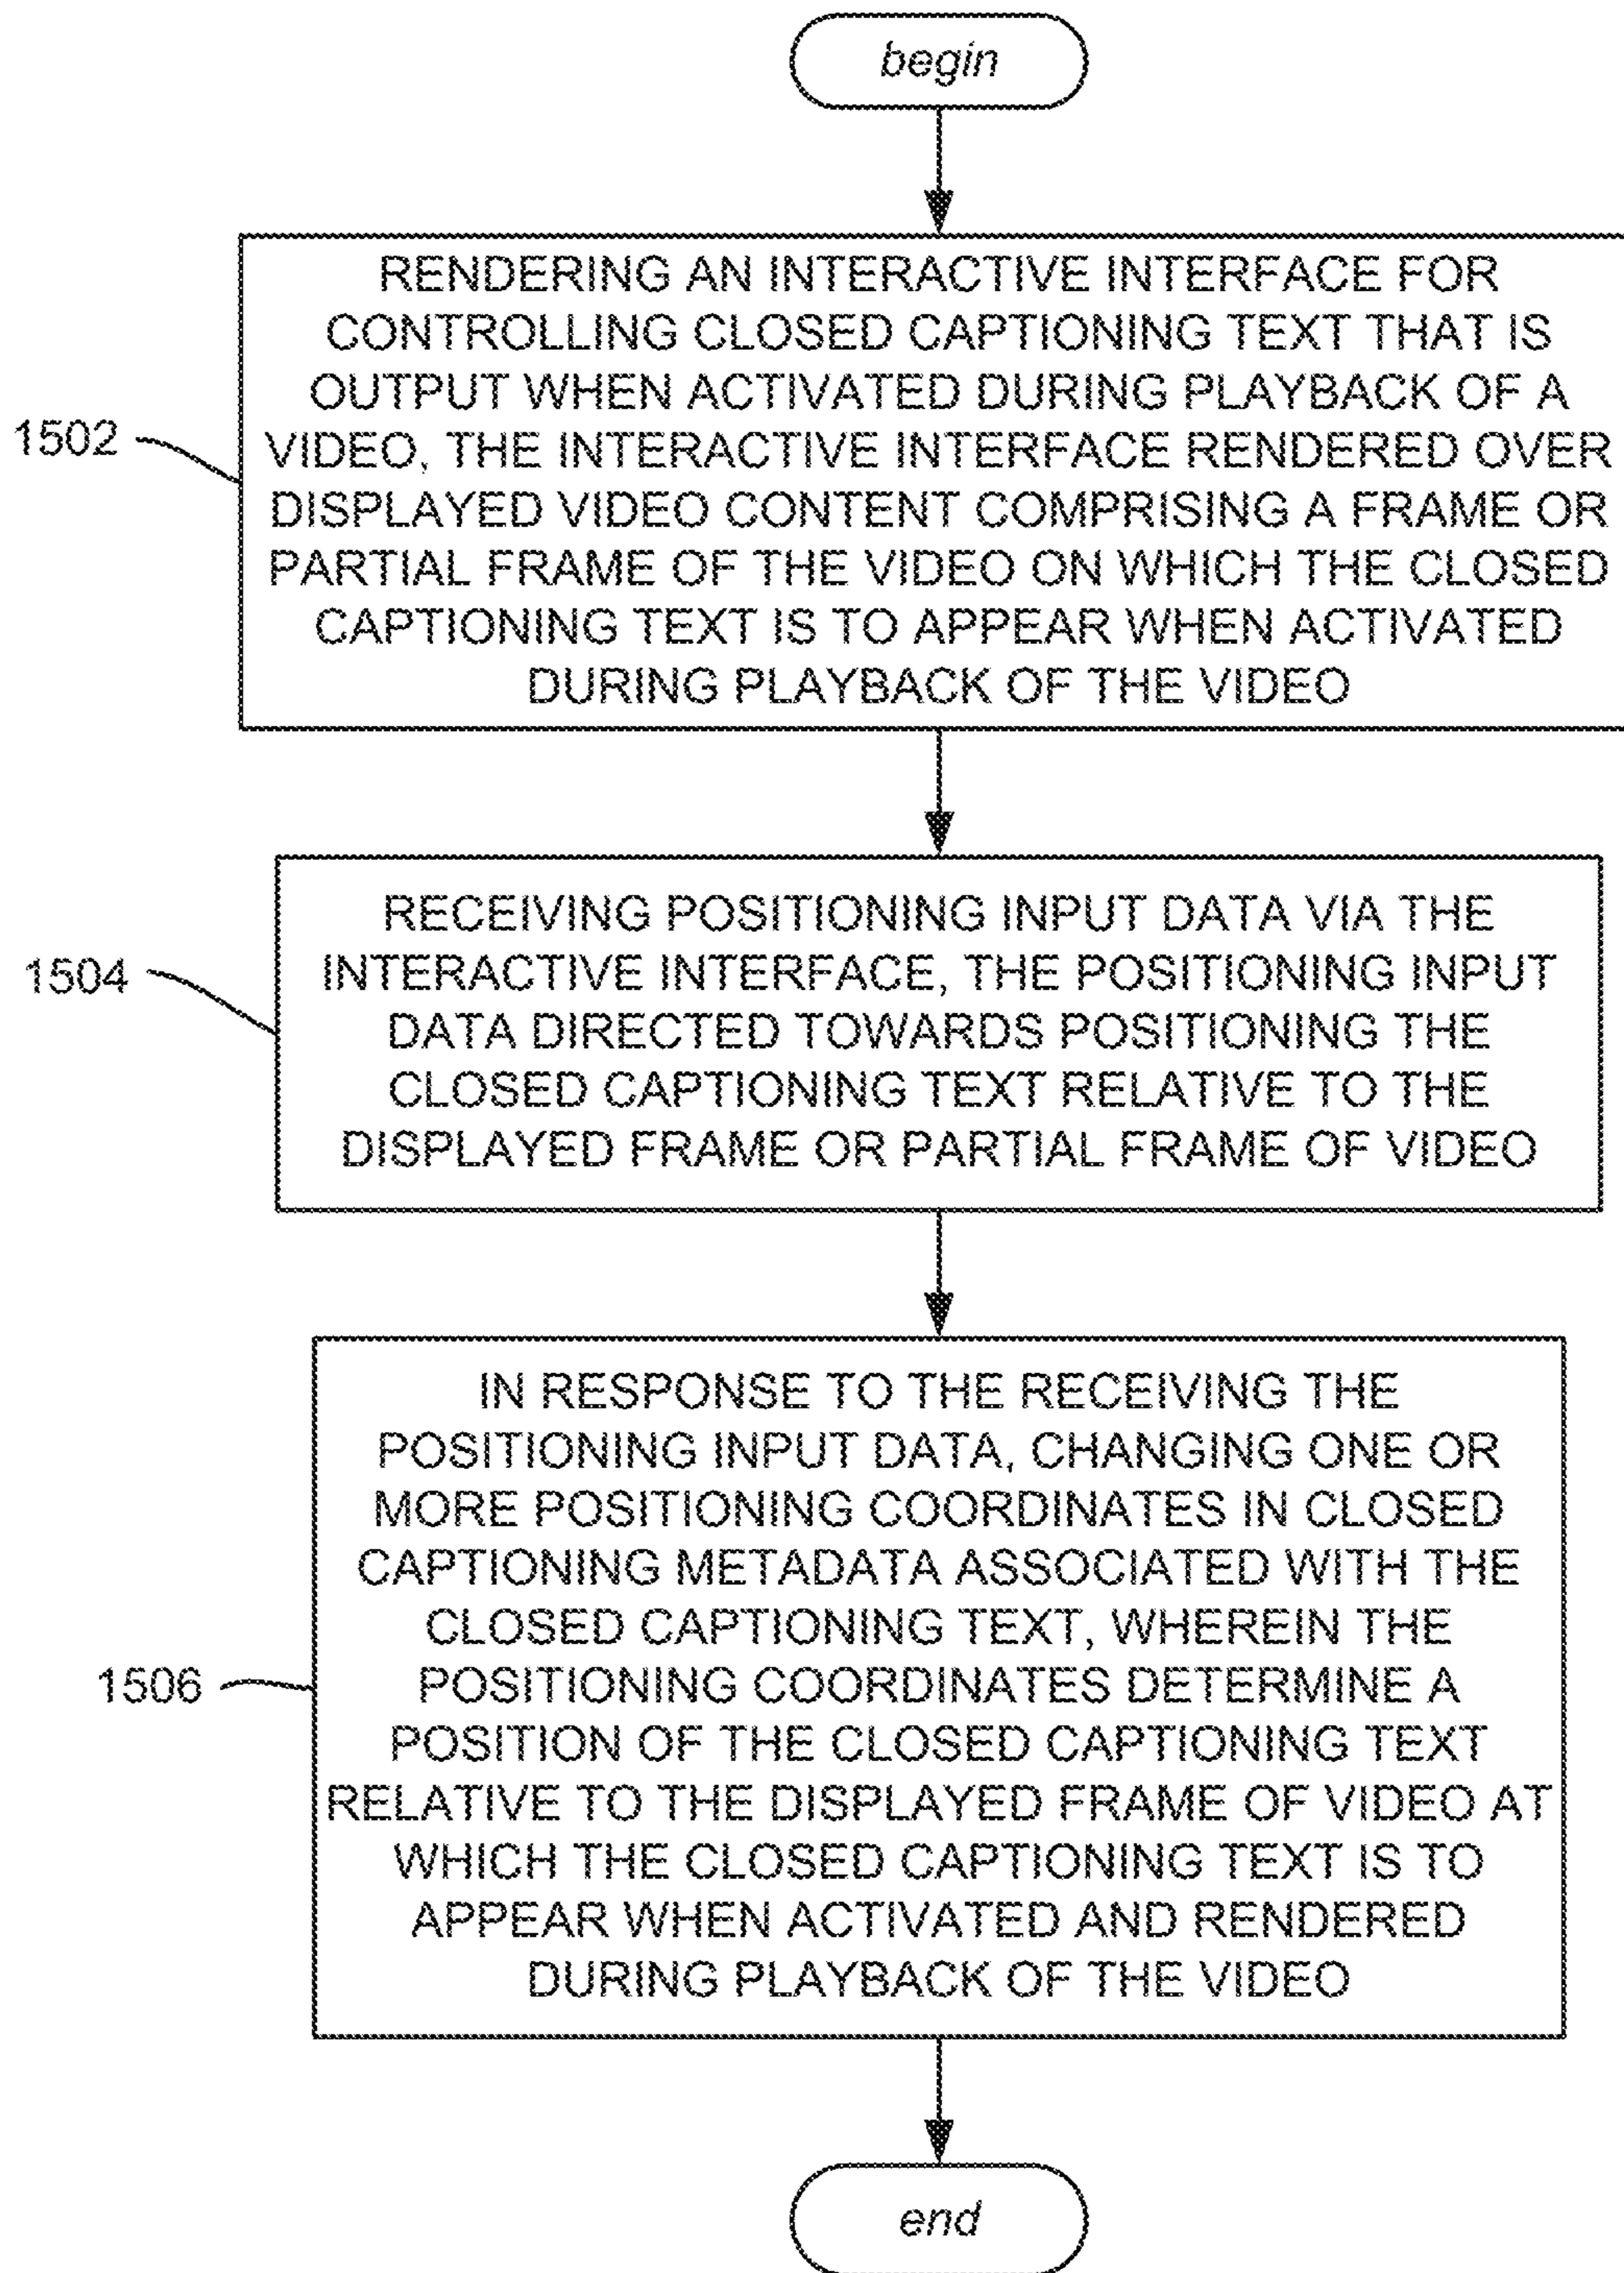 begin
RENDERING AN INTERACTIVE INTERFACE FOR
CONTROLLING CLOSED CAPTIONING TEXT THAT IS
OUTPUT WHEN ACTIVATED DURING PLAYBACK OF A
VIDEO, THE INTERACTIVE INTERFACE RENDERED OVER
DISPLAYED VIDEO CONTENT COMPRISING A FRAME OR
PARTIAL FRAME OF THE VIDEO ON WHICH THE CLOSED
CAPTIONING TEXT IS TO APPEAR WHEN ACTIVATED
DURING PLAYBACK OF THE VIDEO
1502
RECEIVING POSITIONING INPUT DATA VIA THE
INTERACTIVE INTERFACE, THE POSITIONING INPUT
DATA DIRECTED TOWARDS POSITIONING THE
CLOSED CAPTIONING TEXT RELATIVE TO THE
DISPLAYED FRAME OR PARTIAL FRAME OF VIDEO
1504
IN RESPONSE TO THE RECEIVING THE
POSITIONING INPUT DATA, CHANGING ONE OR
MORE POSITIONING COORDINATES IN CLOSED
CAPTIONING METADATA ASSOCIATED WITH THE
CLOSED CAPTIONING TEXT, WHEREIN THE
POSITIONING COORDINATES DETERMINE A
POSITION OF THE CLOSED CAPTIONING TEXT
RELATIVE TO THE DISPLAYED FRAME OF VIDEO AT
WHICH THE CLOSED CAPTIONING TEXT IS TO
APPEAR WHEN ACTIVATED AND RENDERED
DURING PLAYBACK OF THE VIDEO
1506
end